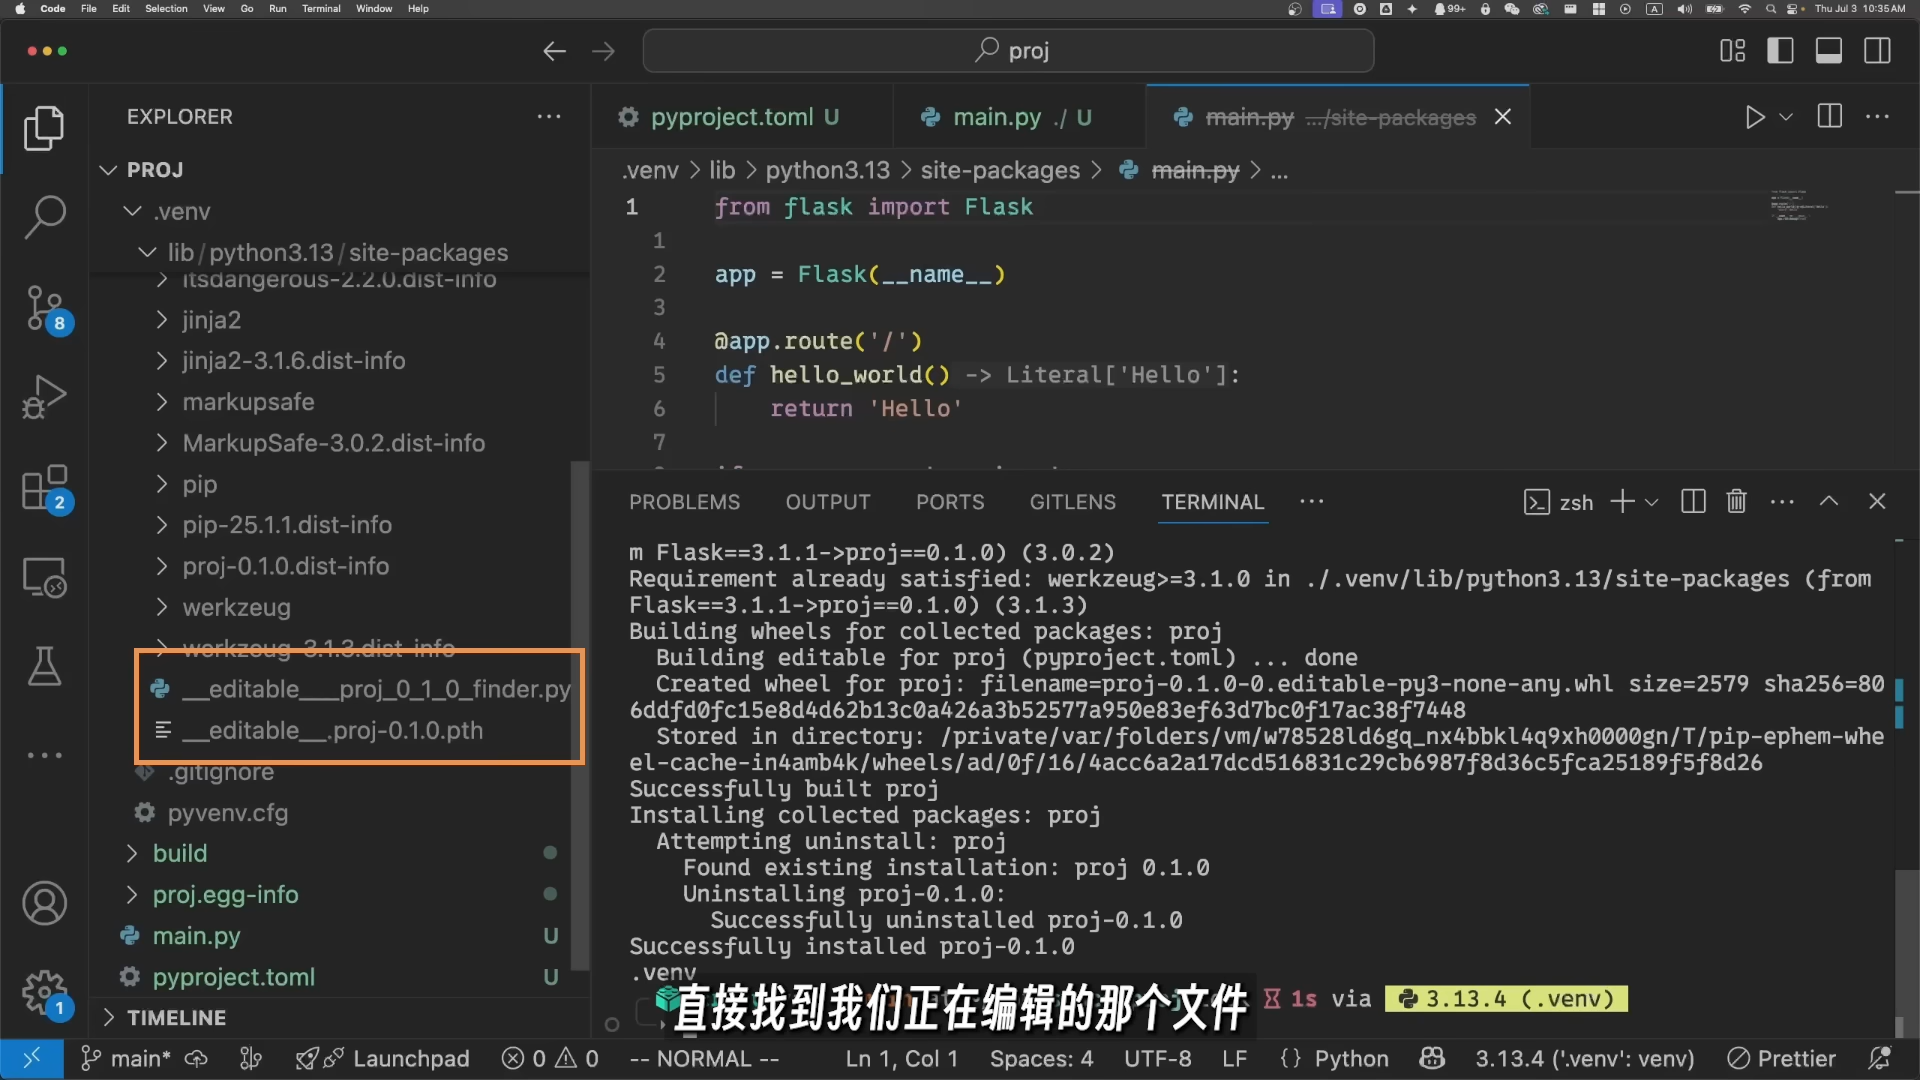 Code File Edit Selection View Go Run Terminal Window Help 99+ A Thu Jul 3 10:35AM
proj
EXPLORER
PROJ
.venv
lib/python3.13/site-packages
itsdangerous-2.2.0.dist-info
jinja2
jinja2-3.1.6.dist-info
markupsafe
MarkupSafe-3.0.2.dist-info
pip
pip-25.1.1.dist-info
proj-0.1.0.dist-info
werkzeug
werkzeug-3.1.3.dist-info
__editable___proj_0_1_0_finder.py
__editable__.proj-0.1.0.pth
.gitignore
pyvenv.cfg
build
proj.egg-info
main.py U
pyproject.toml U
TIMELINE
8
2
1
pyproject.toml U main.py ./ U main.py .../site-packages
.venv > lib > python3.13 > site-packages > main.py > ...
1 from flask import Flask
1
2 app = Flask(__name__)
3
4 @app.route('/')
5 def hello_world() -> Literal['Hello']:
6 return 'Hello'
7
PROBLEMS OUTPUT PORTS GITLENS TERMINAL zsh
m Flask==3.1.1->proj==0.1.0) (3.0.2)
Requirement already satisfied: werkzeug>=3.1.0 in ./.venv/lib/python3.13/site-packages (from
Flask==3.1.1->proj==0.1.0) (3.1.3)
Building wheels for collected packages: proj
Building editable for proj (pyproject.toml) ... done
Created wheel for proj: filename=proj-0.1.0-0.editable-py3-none-any.whl size=2579 sha256=80
6ddfd0fc15e8d4d62b13c0a426a3b52577a950e83ef63d7bc0f17ac38f7448
Stored in directory: /private/var/folders/vm/w78528ld6gq_nx4bbkl4q9xh0000gn/T/pip-ephem-whe
el-cache-in4amb4k/wheels/ad/0f/16/4acc6a2a17dcd516831c29cb6987f8d36c5fca25189f5f8d26
Successfully built proj
Installing collected packages: proj
Attempting uninstall: proj
Found existing installation: proj 0.1.0
Uninstalling proj-0.1.0:
Successfully uninstalled proj-0.1.0
Successfully installed proj-0.1.0
.venv
直接找到我们正在编辑的那个文件 1s via 3.13.4 (.venv)
main* Launchpad 0 0 -- NORMAL -- Ln 1, Col 1 Spaces: 4 UTF-8 LF {} Python 3.13.4 ('.venv': venv) Prettier